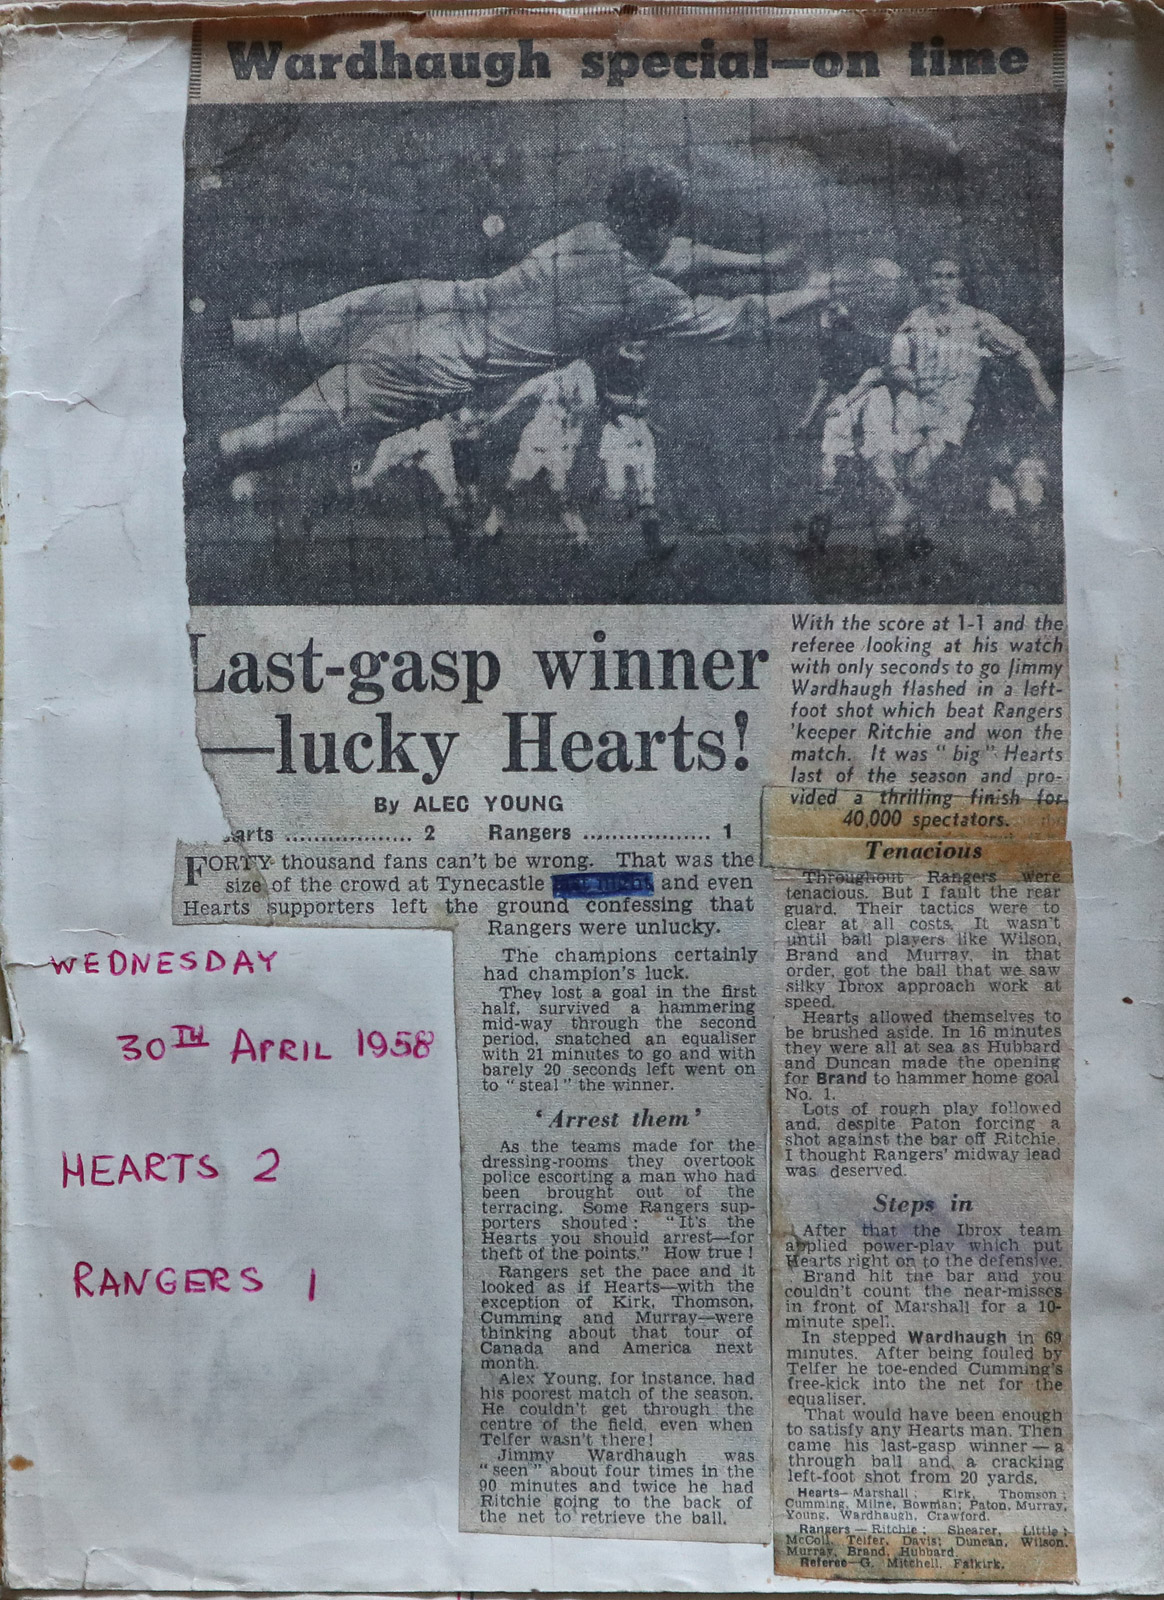 Wardhaugh special—on time
Last-gasp winner
—lucky Hearts!
By ALEC YOUNG
arts ................ 2 Rangers ................ 1
FORTY thousand fans can't be wrong. That was the
size of the crowd at Tynecastle last night and even
Hearts supporters left the ground confessing that
Rangers were unlucky.
The champions certainly
had champion's luck.
They lost a goal in the first
half, survived a hammering
mid-way through the second
period, snatched an equaliser
with 21 minutes to go and with
barely 20 seconds left went on
to "steal" the winner.
'Arrest them'
As the teams made for the
dressing-rooms they overtook
police escorting a man who had
been brought out of the
terracing. Some Rangers sup-
porters shouted: "It's the
Hearts you should arrest—for
theft of the points." How true!
Rangers set the pace and it
looked as if Hearts—with the
exception of Kirk, Thomson,
Cumming and Murray—were
thinking about that tour of
Canada and America next
month.
Alex Young, for instance, had
his poorest match of the season.
He couldn't get through the
centre of the field, even when
Telfer wasn't there!
Jimmy Wardhaugh was
"seen" about four times in the
90 minutes and twice he had
Ritchie going to the back of
the net to retrieve the ball.
With the score at 1-1 and the
referee looking at his watch
with only seconds to go Jimmy
Wardhaugh flashed in a left-
foot shot which beat Rangers
'keeper Ritchie and won the
match. It was "big" Hearts
last of the season and pro-
vided a thrilling finish for
40,000 spectators.
Tenacious
Throughout Rangers were
tenacious. But I fault the rear
guard. Their tactics were to
clear at all costs. It wasn't
until ball players like Wilson,
Brand and Murray, in that
order, got the ball that we saw
silky Ibrox approach work at
speed.
Hearts allowed themselves to
be brushed aside. In 16 minutes
they were all at sea as Hubbard
and Duncan made the opening
for Brand to hammer home goal
No. 1.
Lots of rough play followed
and, despite Paton forcing a
shot against the bar off Ritchie,
I thought Rangers' midway lead
was deserved.
Steps in
After that the Ibrox team
applied power-play which put
Hearts right on to the defensive.
Brand hit the bar and you
couldn't count the near-misses
in front of Marshall for a 10-
minute spell.
In stepped Wardhaugh in 69
minutes. After being fouled by
Telfer he toe-ended Cumming's
free-kick into the net for the
equaliser.
That would have been enough
to satisfy any Hearts man. Then
came his last-gasp winner—a
through ball and a cracking
left-foot shot from 20 yards.
Hearts—Marshall; Kirk, Thomson;
Cumming, Milne, Bowman; Paton, Murray,
Young, Wardhaugh, Crawford.
Rangers—Ritchie; Shearer, Little;
McColl, Telfer, Davis; Duncan, Wilson,
Murray, Brand, Hubbard.
Referee—G. Mitchell, Falkirk.
WEDNESDAY
30TH APRIL 1958
HEARTS 2
RANGERS 1